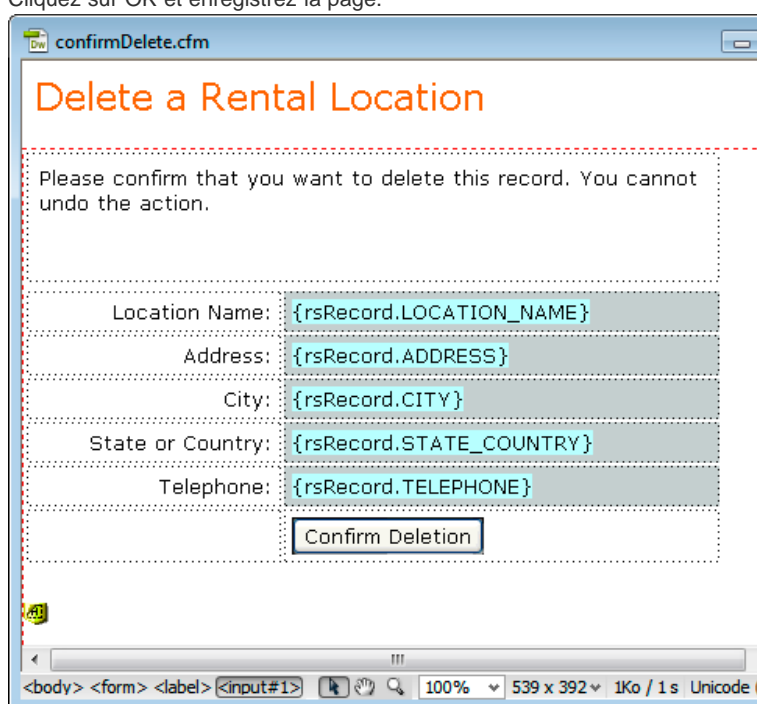 Cliquez sur OK et enregistrez la page.
confirmDelete.cfm
Delete a Rental Location
Please confirm that you want to delete this record. You cannot
undo the action.
Location Name: {rsRecord.LOCATION_NAME}
Address: {rsRecord.ADDRESS}
City: {rsRecord.CITY}
State or Country: {rsRecord.STATE_COUNTRY}
Telephone: {rsRecord.TELEPHONE}
Confirm Deletion
<body> <form> <label> <input#1> 100% 539 x 392 1Ko / 1 s Unicode